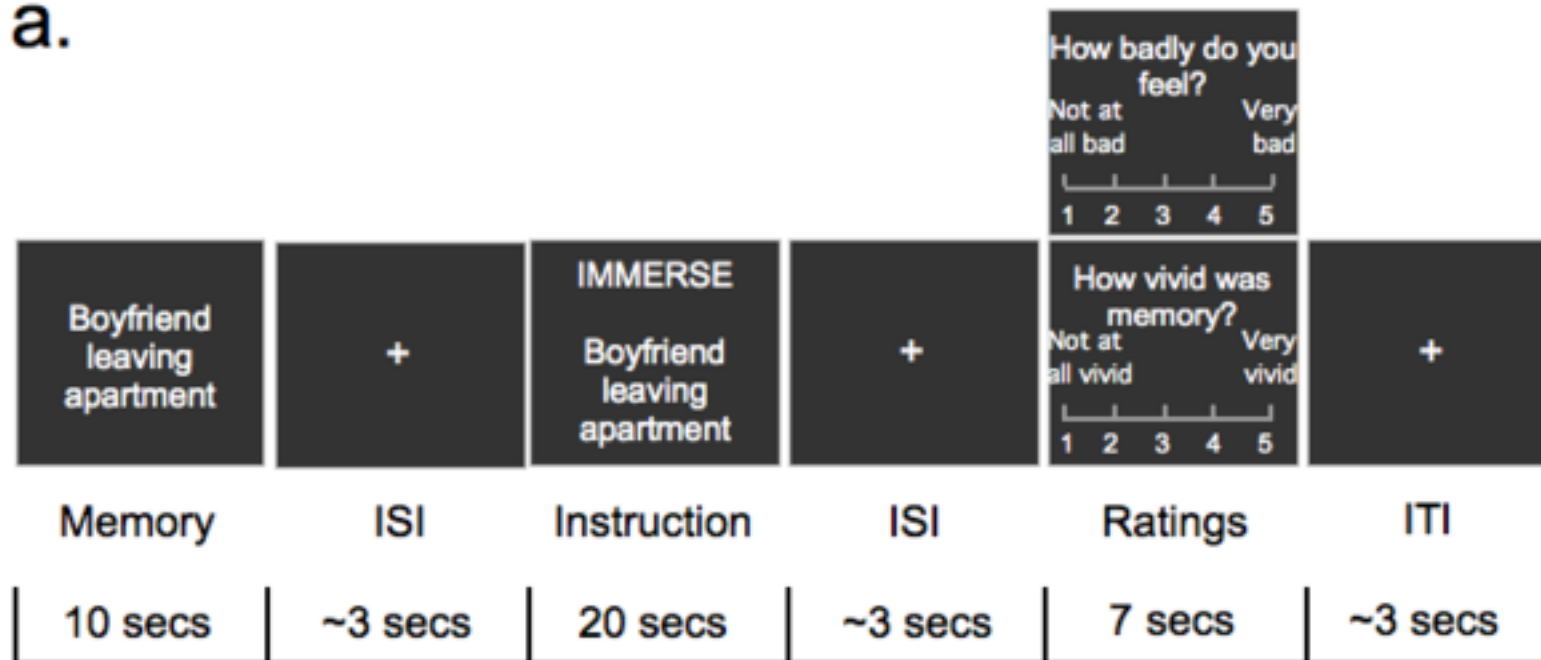 a.
How badly do you
feel?
Not at Very
all bad bad
1 2 3 4 5
Boyfriend
leaving
apartment
+
IMMERSE
Boyfriend
leaving
apartment
+
How vivid was
memory?
Not at Very
all vivid vivid
1 2 3 4 5
+
Memory ISI Instruction ISI Ratings ITI
10 secs ~3 secs 20 secs ~3 secs 7 secs ~3 secs